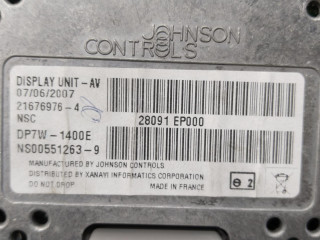 JOHNSON
CONTROLS
DISPLAY UNIT-AV
07/06/2007
21676976-4
NSC
28091 EP000
DP7W-1400E
NS00551263-9
MANUFACTURED BY JOHNSON CONTROLS
DISTRIBUTED BY XANAVI INFORMATICS CORPORATION
DO NOT DROP
MADE IN FRANCE
2